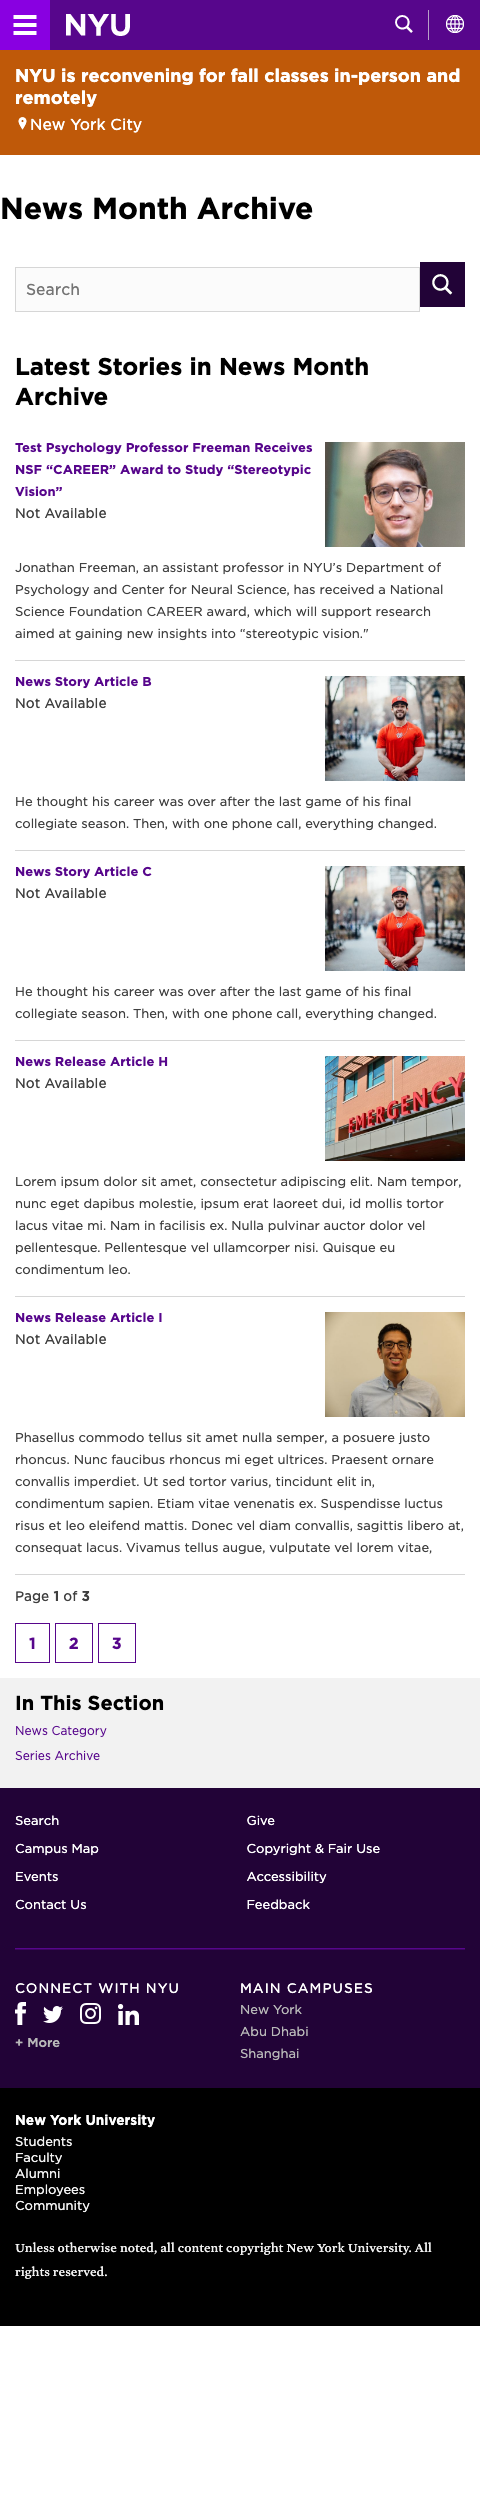 NYU
NYU is reconvening for fall classes in-person and
remotely
New York City
News Month Archive
Search
Latest Stories in News Month
Archive
Test Psychology Professor Freeman Receives
NSF “CAREER” Award to Study “Stereotypic
Vision”
Not Available
Jonathan Freeman, an assistant professor in NYU’s Department of
Psychology and Center for Neural Science, has received a National
Science Foundation CAREER award, which will support research
aimed at gaining new insights into “stereotypic vision."
News Story Article B
Not Available
He thought his career was over after the last game of his final
collegiate season. Then, with one phone call, everything changed.
News Story Article C
Not Available
He thought his career was over after the last game of his final
collegiate season. Then, with one phone call, everything changed.
News Release Article H
Not Available
EMERGENCY
Lorem ipsum dolor sit amet, consectetur adipiscing elit. Nam tempor,
nunc eget dapibus molestie, ipsum erat laoreet dui, id mollis tortor
lacus vitae mi. Nam in facilisis ex. Nulla pulvinar auctor dolor vel
pellentesque. Pellentesque vel ullamcorper nisi. Quisque eu
condimentum leo.
News Release Article I
Not Available
Phasellus commodo tellus sit amet nulla semper, a posuere justo
rhoncus. Nunc faucibus rhoncus mi eget ultrices. Praesent ornare
convallis imperdiet. Ut sed tortor varius, tincidunt elit in,
condimentum sapien. Etiam vitae venenatis ex. Suspendisse luctus
risus et leo eleifend mattis. Donec vel diam convallis, sagittis libero at,
consequat lacus. Vivamus tellus augue, vulputate vel lorem vitae,
Page 1 of 3
1 2 3
In This Section
News Category
Series Archive
Search
Campus Map
Events
Contact Us
Give
Copyright & Fair Use
Accessibility
Feedback
CONNECT WITH NYU
+ More
MAIN CAMPUSES
New York
Abu Dhabi
Shanghai
New York University
Students
Faculty
Alumni
Employees
Community
Unless otherwise noted, all content copyright New York University. All
rights reserved.